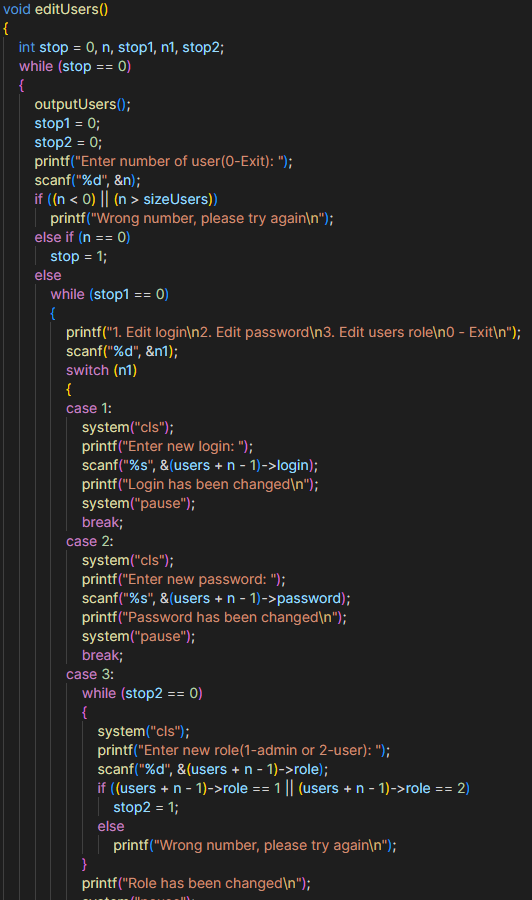 void editUsers()
{
int stop = 0, n, stop1, n1, stop2;
while (stop == 0)
{
outputUsers();
stop1 = 0;
stop2 = 0;
printf("Enter number of user(0-Exit): ");
scanf("%d", &n);
if ((n < 0) || (n > sizeUsers))
printf("Wrong number, please try again\n");
else if (n == 0)
stop = 1;
else
while (stop1 == 0)
{
printf("1. Edit login\n2. Edit password\n3. Edit users role\n0 - Exit\n");
scanf("%d", &n1);
switch (n1)
{
case 1:
system("cls");
printf("Enter new login: ");
scanf("%s", &(users + n - 1)->login);
printf("Login has been changed\n");
system("pause");
break;
case 2:
system("cls");
printf("Enter new password: ");
scanf("%s", &(users + n - 1)->password);
printf("Password has been changed\n");
system("pause");
break;
case 3:
while (stop2 == 0)
{
system("cls");
printf("Enter new role(1-admin or 2-user): ");
scanf("%d", &(users + n - 1)->role);
if ((users + n - 1)->role == 1 || (users + n - 1)->role == 2)
stop2 = 1;
else
printf("Wrong number, please try again\n");
}
printf("Role has been changed\n");